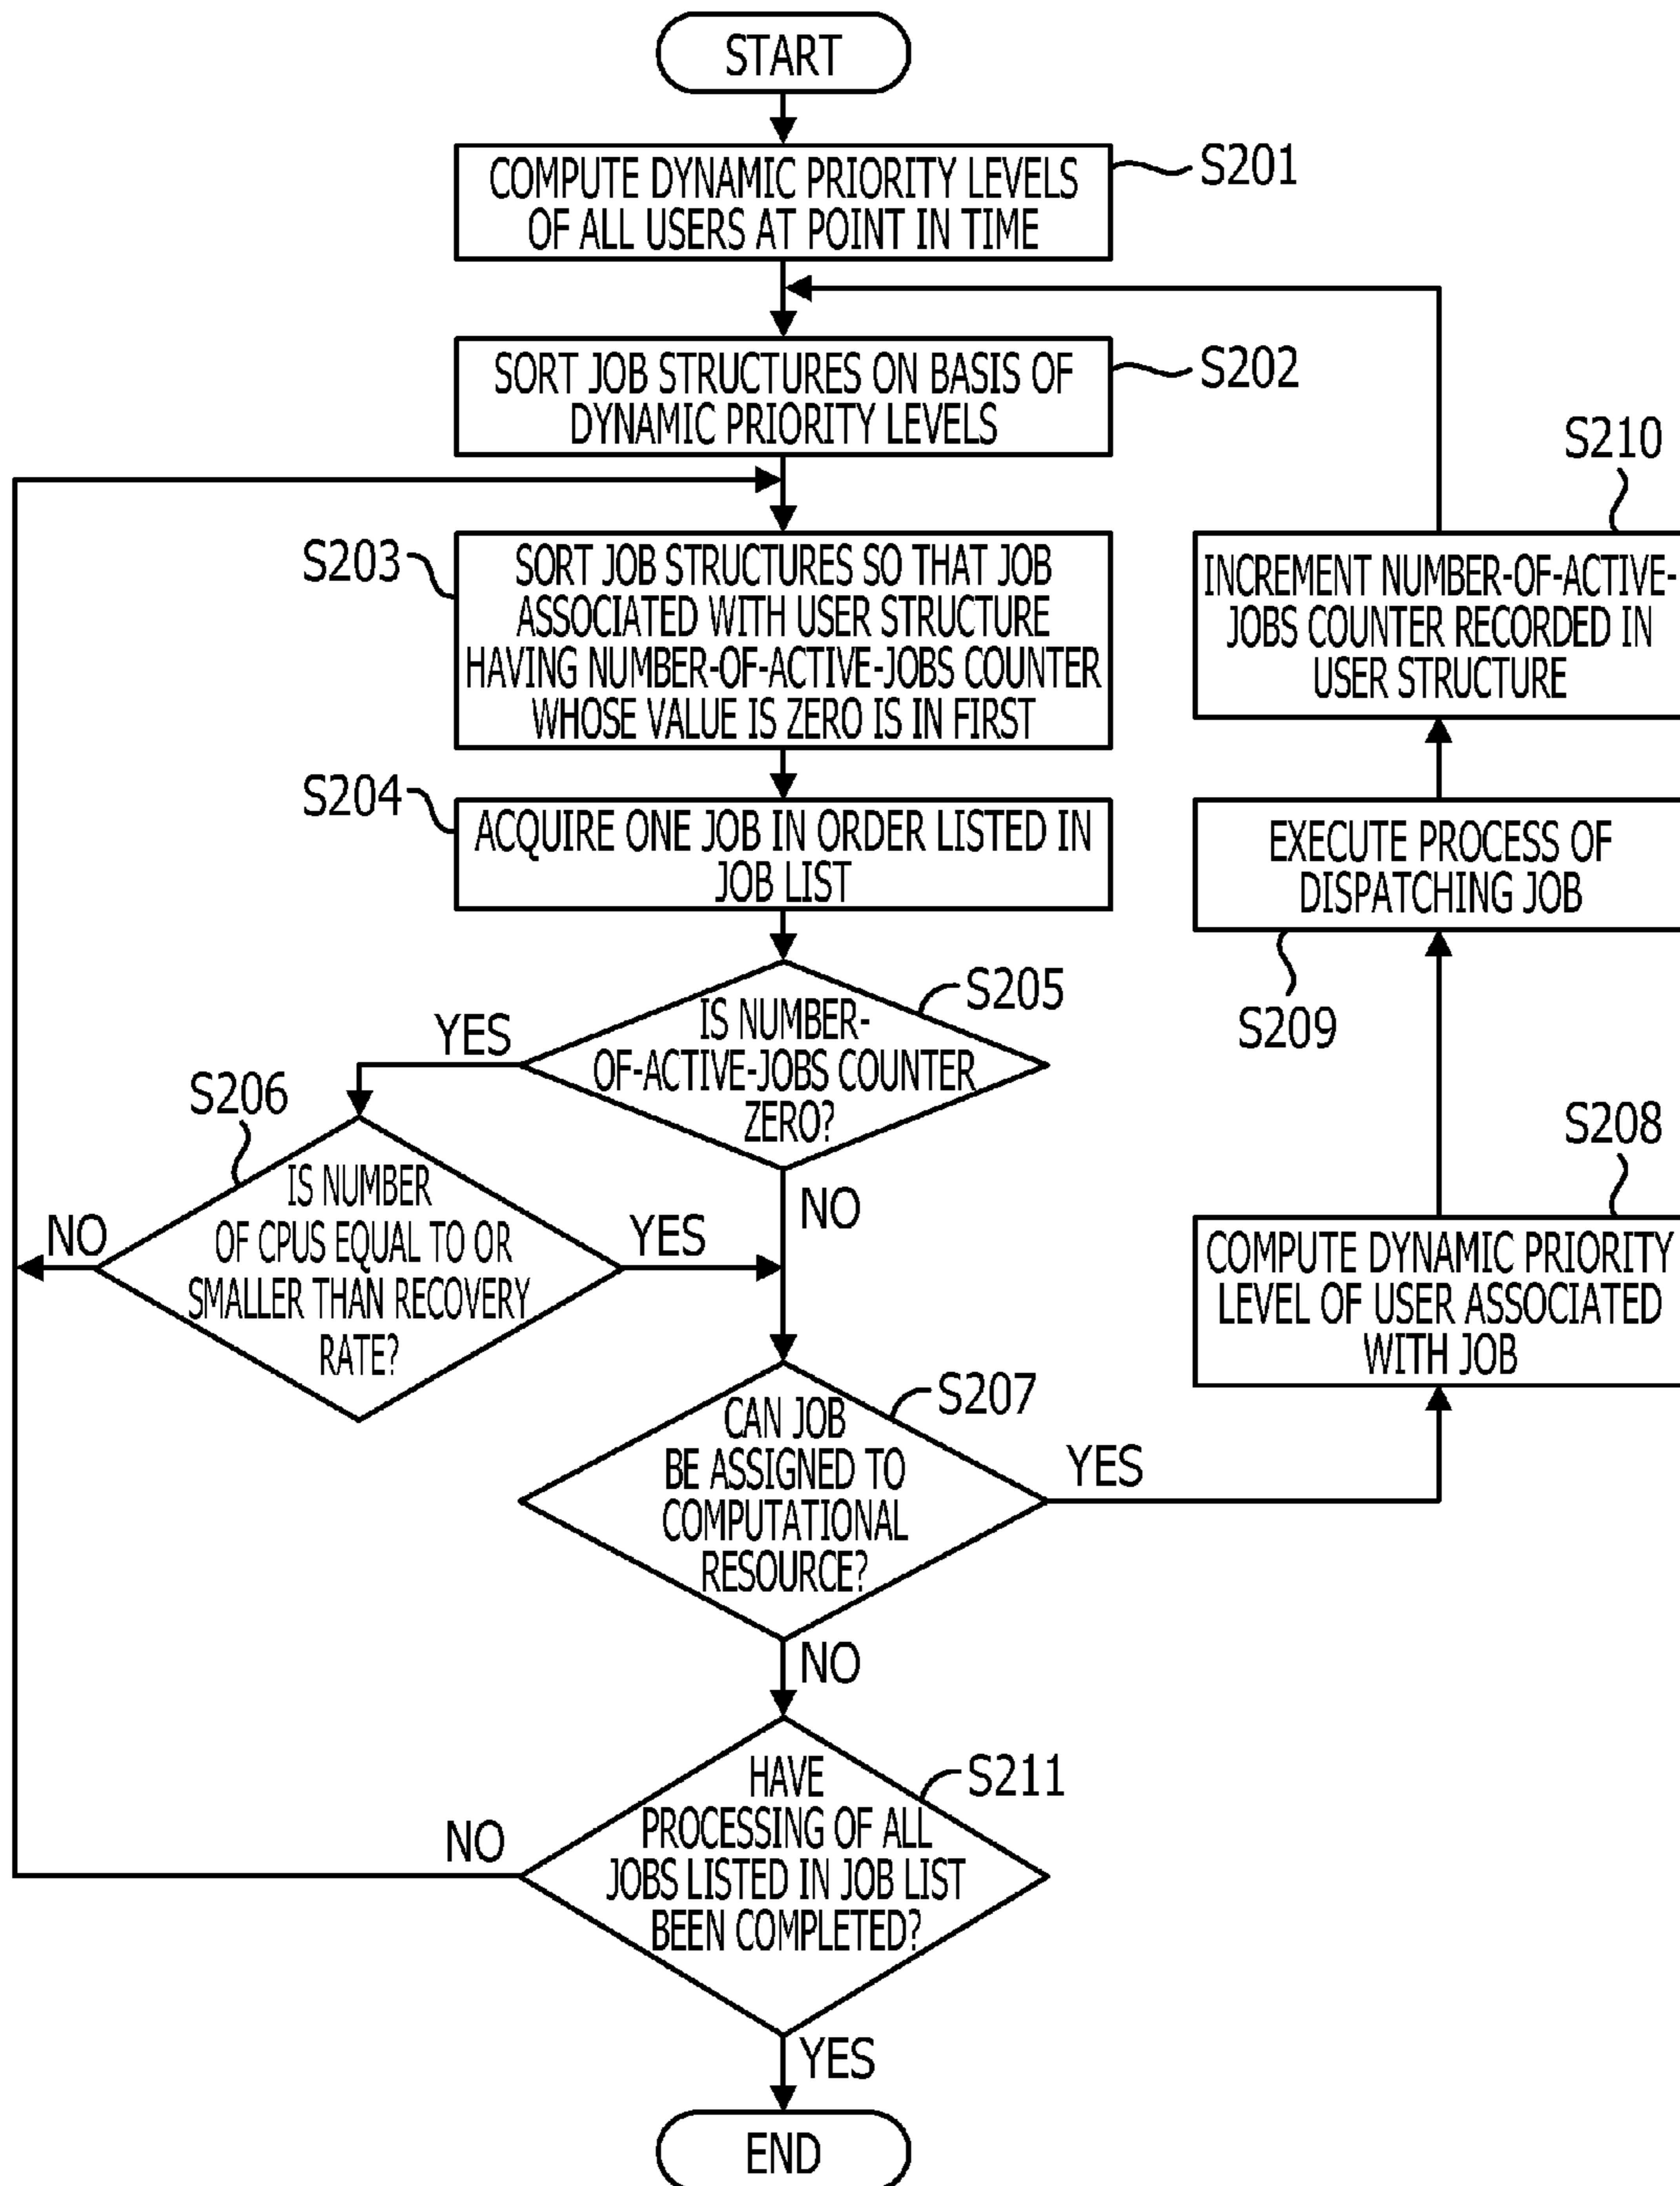 START
COMPUTE DYNAMIC PRIORITY LEVELS
OF ALL USERS AT POINT IN TIME
S201
SORT JOB STRUCTURES ON BASIS OF
DYNAMIC PRIORITY LEVELS
S202
S203
SORT JOB STRUCTURES SO THAT JOB
ASSOCIATED WITH USER STRUCTURE
HAVING NUMBER-OF-ACTIVE-JOBS COUNTER
WHOSE VALUE IS ZERO IS IN FIRST
S204
ACQUIRE ONE JOB IN ORDER LISTED IN
JOB LIST
S205
IS NUMBER-
OF-ACTIVE-JOBS COUNTER
ZERO?
YES
NO
S206
IS NUMBER
OF CPUS EQUAL TO OR
SMALLER THAN RECOVERY
RATE?
NO
YES
S207
CAN JOB
BE ASSIGNED TO
COMPUTATIONAL
RESOURCE?
YES
NO
S208
COMPUTE DYNAMIC PRIORITY
LEVEL OF USER ASSOCIATED
WITH JOB
EXECUTE PROCESS OF
DISPATCHING JOB
S209
S210
INCREMENT NUMBER-OF-ACTIVE-
JOBS COUNTER RECORDED IN
USER STRUCTURE
S211
HAVE
PROCESSING OF ALL
JOBS LISTED IN JOB LIST
BEEN COMPLETED?
NO
YES
END